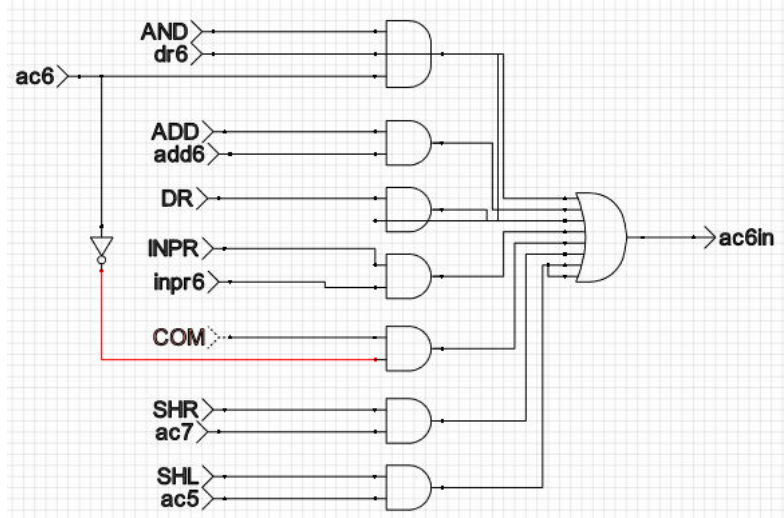 AND
dr6
ac6
ADD
add6
DR
INPR
inpr6
ac6in
COM
SHR
ac7
SHL
ac5